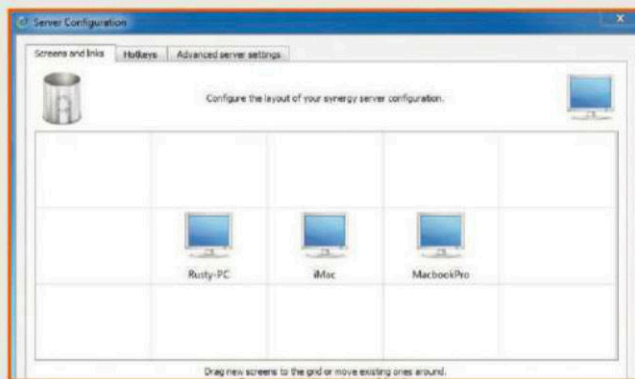 Server Configuration
Screens and links Hotkeys Advanced server settings
Configure the layout of your synergy server configuration.
Rusty-PC iMac MacbookPro
Drag new screens to the grid or move existing ones around.